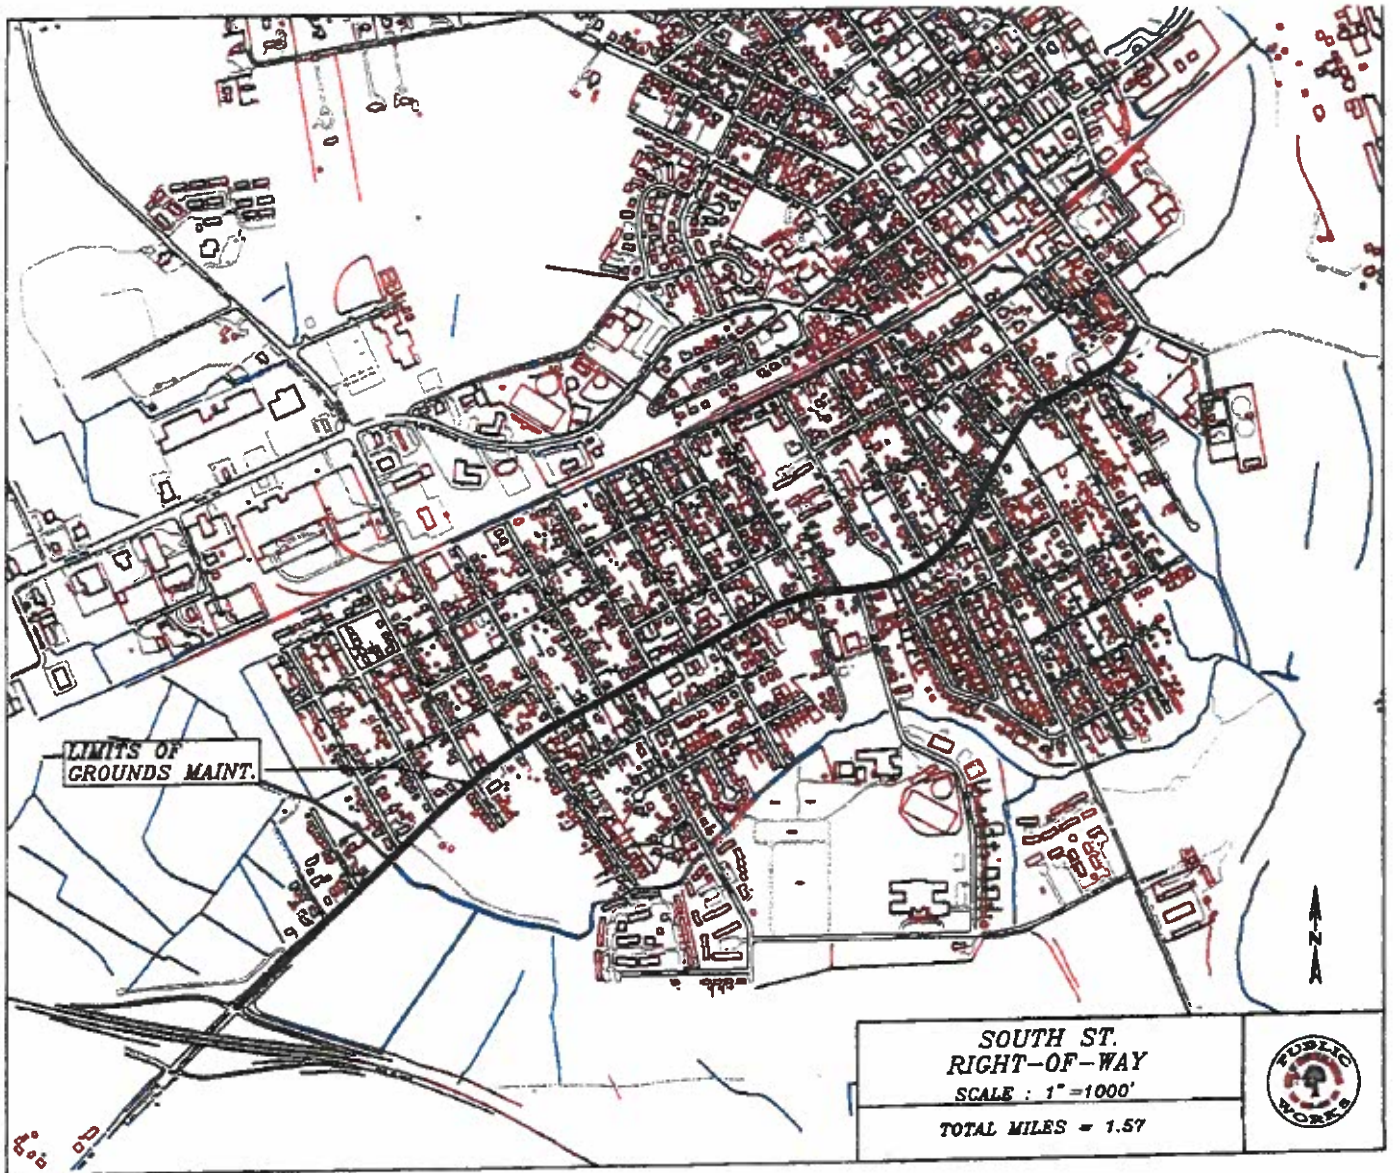 LIMITS OF
GROUNDS MAINT.
N
SOUTH ST.
RIGHT-OF-WAY
SCALE : 1"=1000'
TOTAL MILES = 1.57
PUBLIC
WORKS